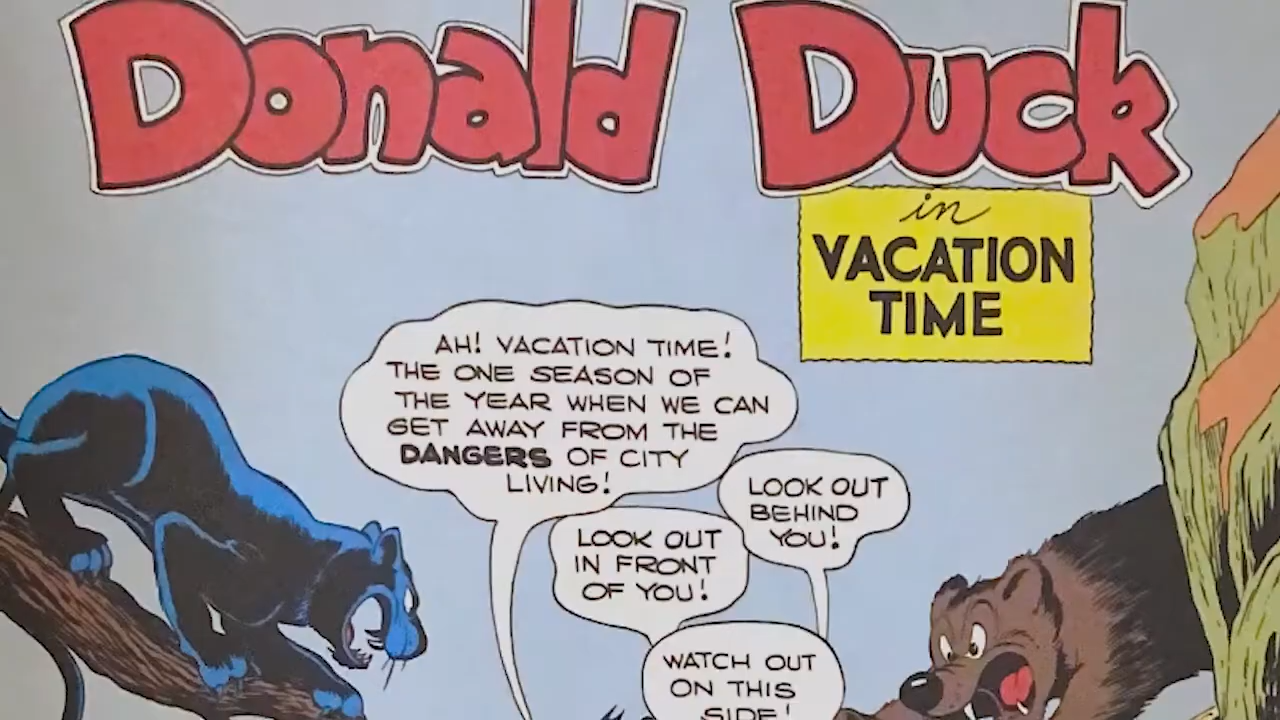 Donald Duck
in
VACATION
TIME
AH! VACATION TIME!
THE ONE SEASON OF
THE YEAR WHEN WE CAN
GET AWAY FROM THE
DANGERS OF CITY
LIVING!
LOOK OUT
BEHIND
YOU!
LOOK OUT
IN FRONT
OF YOU!
WATCH OUT
ON THIS
SIDE!